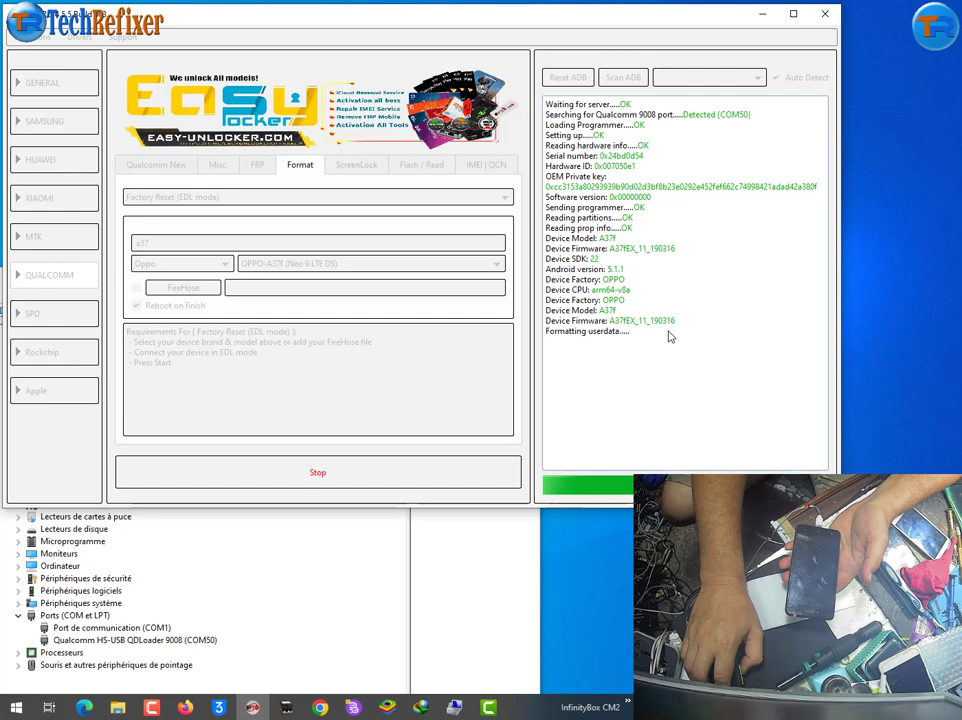 TechRefixer
TR
Support
GENERAL
SAMSUNG
HUAWEI
XIAOMI
MTK
QUALCOMM
SPD
Rockchip
Apple
We unlock All models!
Easy
locker
EASY-UNLOCKER.COM
iCloud Removal Service
Activation all boxs
Repair IMEI Service
Remove FRP Mobile
Activation All Tools
Qualcomm New
Misc.
FRP
Format
ScreenLock
Flash / Read
IMEI | QCN
Factory Reset (EDL mode)
a37
Oppo
OPPO-A37f (Neo 9 LTE DS)
FireHose
Reboot on finish
Requirements For ( Factory Reset (EDL mode) ):
- Select your device brand & model above or add your FireHose file
- Connect your device in EDL mode
- Press Start
Stop
Reset ADB
Scan ADB
Auto Detect
Waiting for server.....OK
Searching for Qualcomm 9008 port.....Detected (COM50)
Loading Programmer.....OK
Setting up.....OK
Reading hardware info.....OK
Serial number: 0x24bd0d54
Hardware ID: 0x007050e1
OEM Private key:
0xcc3153a80293939b90d02d3bf8b23e0292e452fef662c74998421adad42a380f
Software version: 0x00000000
Sending programmer.....OK
Reading partitions.....OK
Reading prop info.....OK
Device Model: A37f
Device Firmware: A37fEX_11_190316
Device SDK: 22
Android version: 5.1.1
Device Factory: OPPO
Device CPU: arm64-v8a
Device Factory: OPPO
Device Model: A37f
Device Firmware: A37fEX_11_190316
Formatting userdata.....
Lecteurs de cartes à puce
Lecteurs de disque
Microprogramme
Moniteurs
Ordinateur
Périphériques de sécurité
Périphériques logiciels
Périphériques système
Ports (COM et LPT)
Port de communication (COM1)
Qualcomm HS-USB QDLoader 9008 (COM50)
Processeurs
Souris et autres périphériques de pointage
InfinityBox CM2